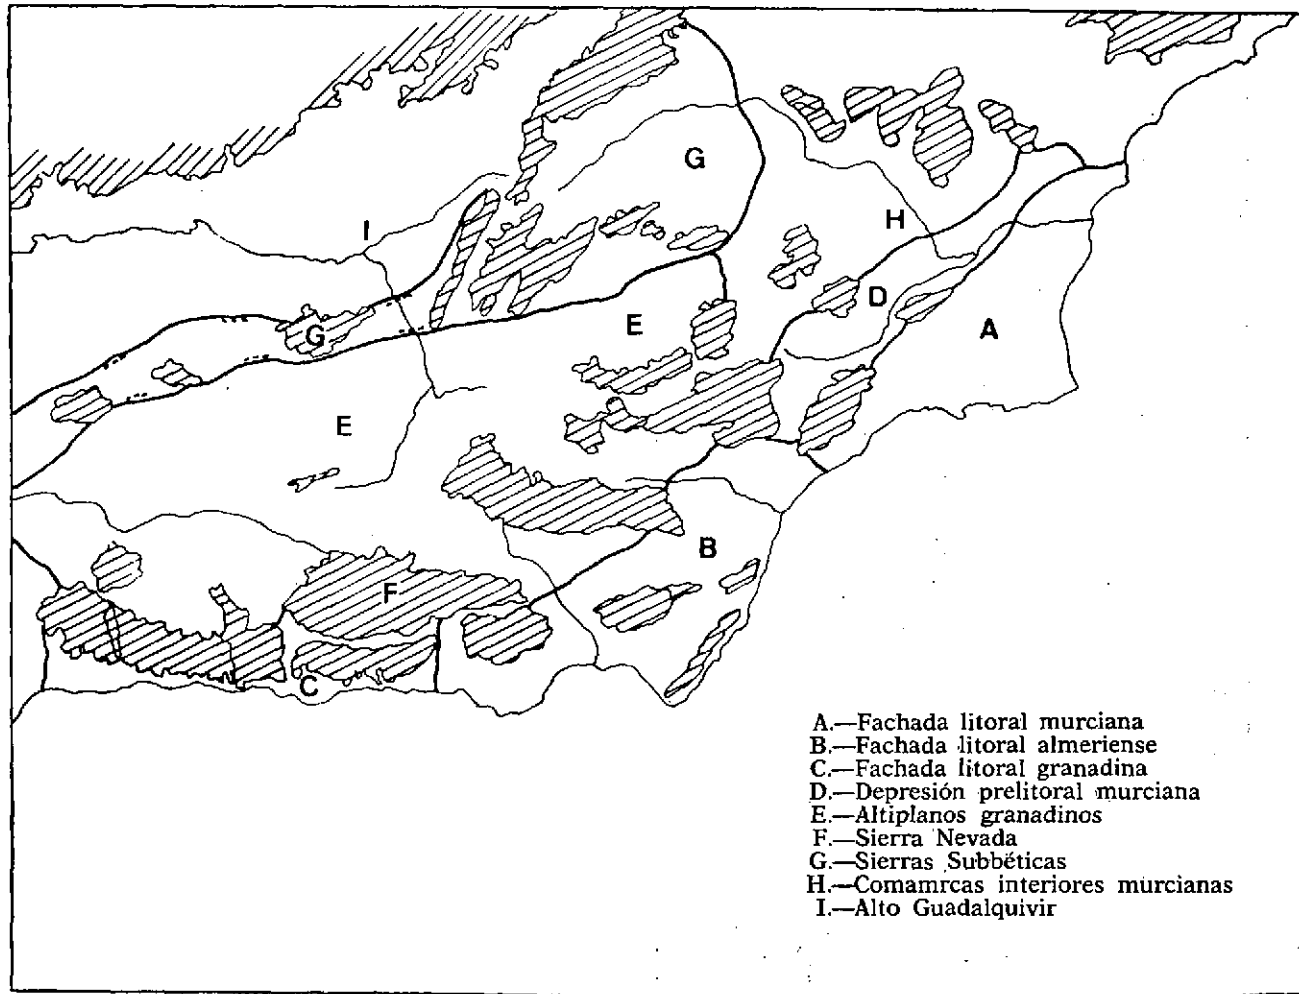 G
I
H
D
G
E
A
E
B
F
C
A.—Fachada litoral murciana
B.—Fachada litoral almeriense
C.—Fachada litoral granadina
D.—Depresión prelitoral murciana
E.—Altiplanos granadinos
F.—Sierra Nevada
G.—Sierras Subbéticas
H.—Comamrcas interiores murcianas
I.—Alto Guadalquivir